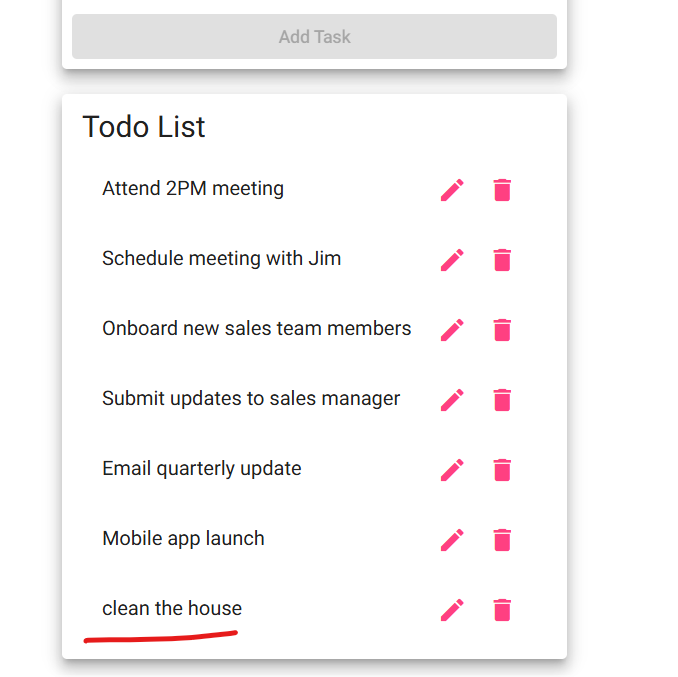 Add Task
Todo List
Attend 2PM meeting
Schedule meeting with Jim
Onboard new sales team members
Submit updates to sales manager
Email quarterly update
Mobile app launch
clean the house